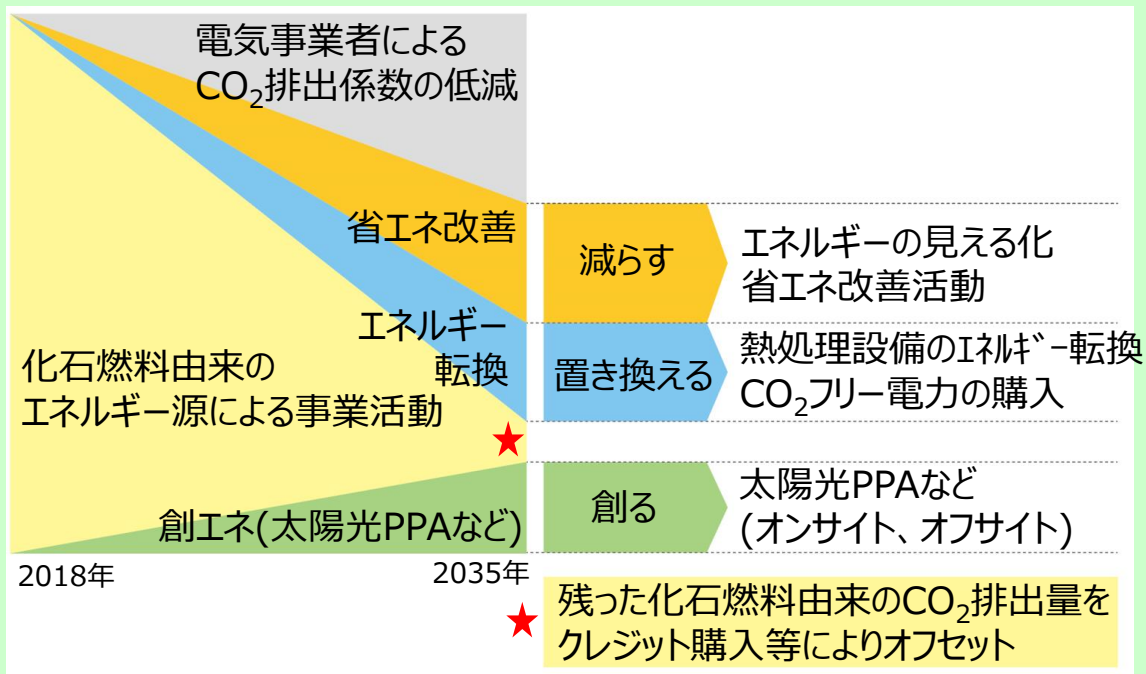 電気事業者による
CO₂排出係数の低減
省エネ改善
エネルギー
転換
化石燃料由来の
エネルギー源による事業活動
★
創エネ(太陽光PPAなど)
2018年
2035年
減らす
エネルギーの見える化
省エネ改善活動
置き換える
熱処理設備のエネルギー転換
CO₂フリー電力の購入
創る
太陽光PPAなど
(オンサイト、オフサイト)
★
残った化石燃料由来のCO₂排出量を
クレジット購入等によりオフセット